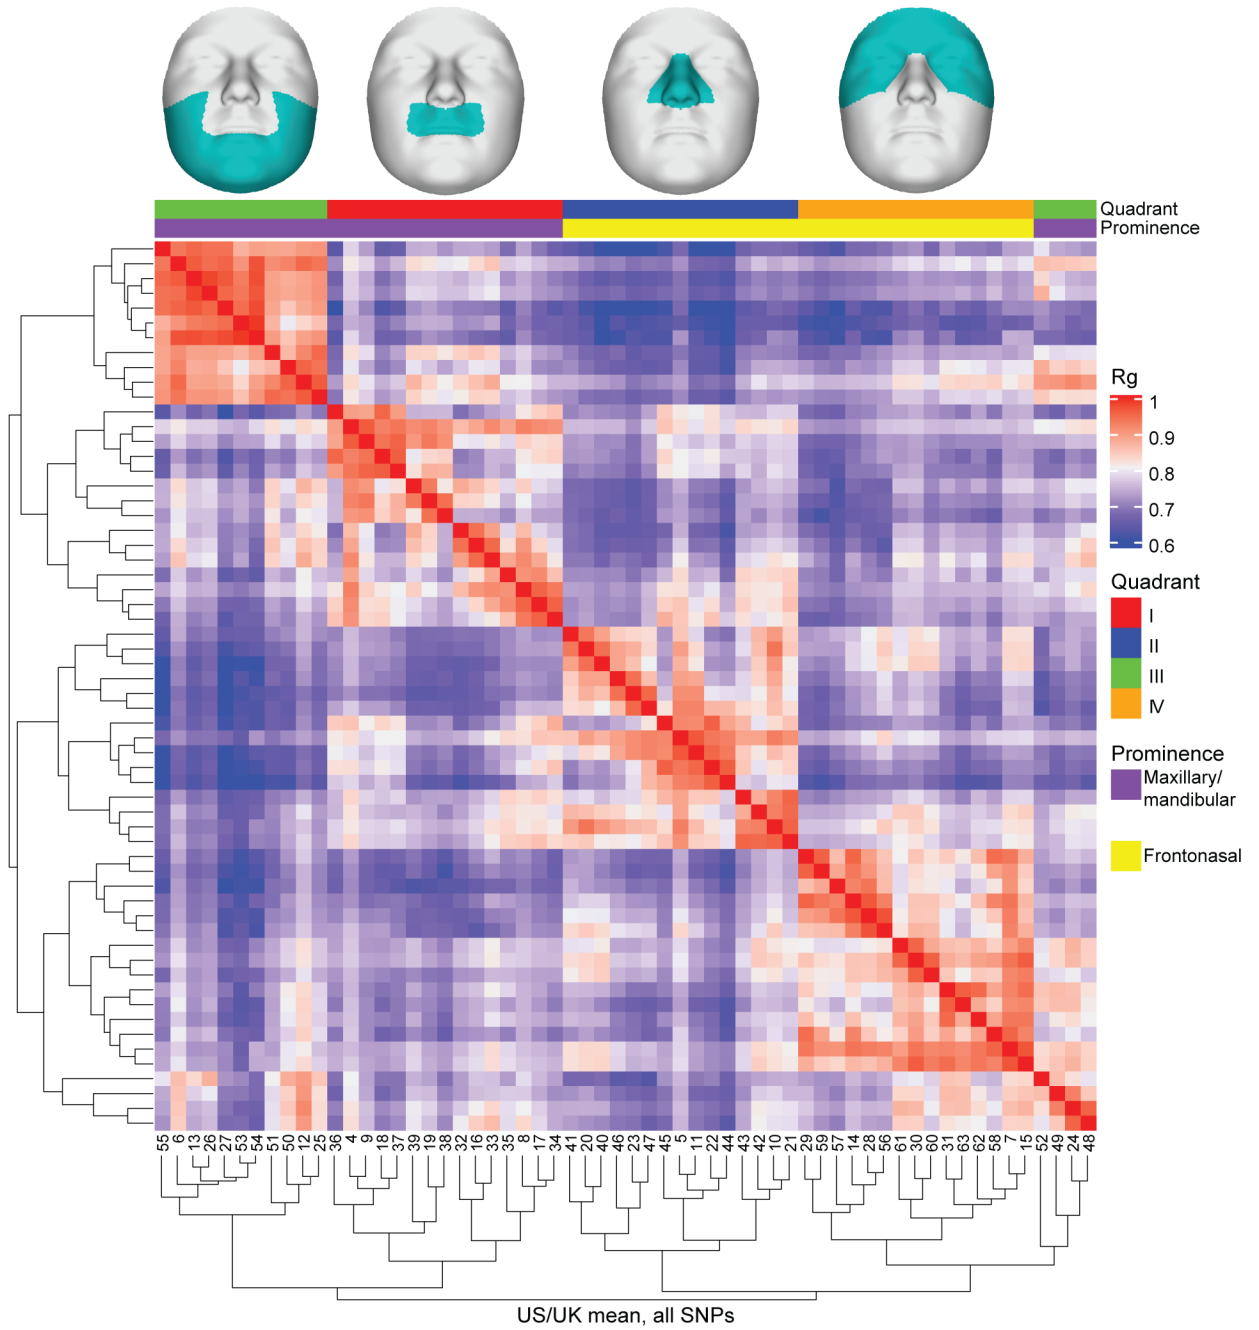 Quadrant
Prominence
Rg
1
0.9
0.8
0.7
0.6
Quadrant
I
II
III
IV
Prominence
Maxillary/
mandibular
Frontonasal
55 6 13 26 27 53 54 51 50 12 25 36 4 9 18 37 39 19 38 32 16 33 35 8 17 34 41 20 40 46 23 47 45 5 11 22 44 43 42 10 21 29 59 57 14 28 56 61 30 60 31 63 62 58 7 15 52 49 24 48
US/UK mean, all SNPs